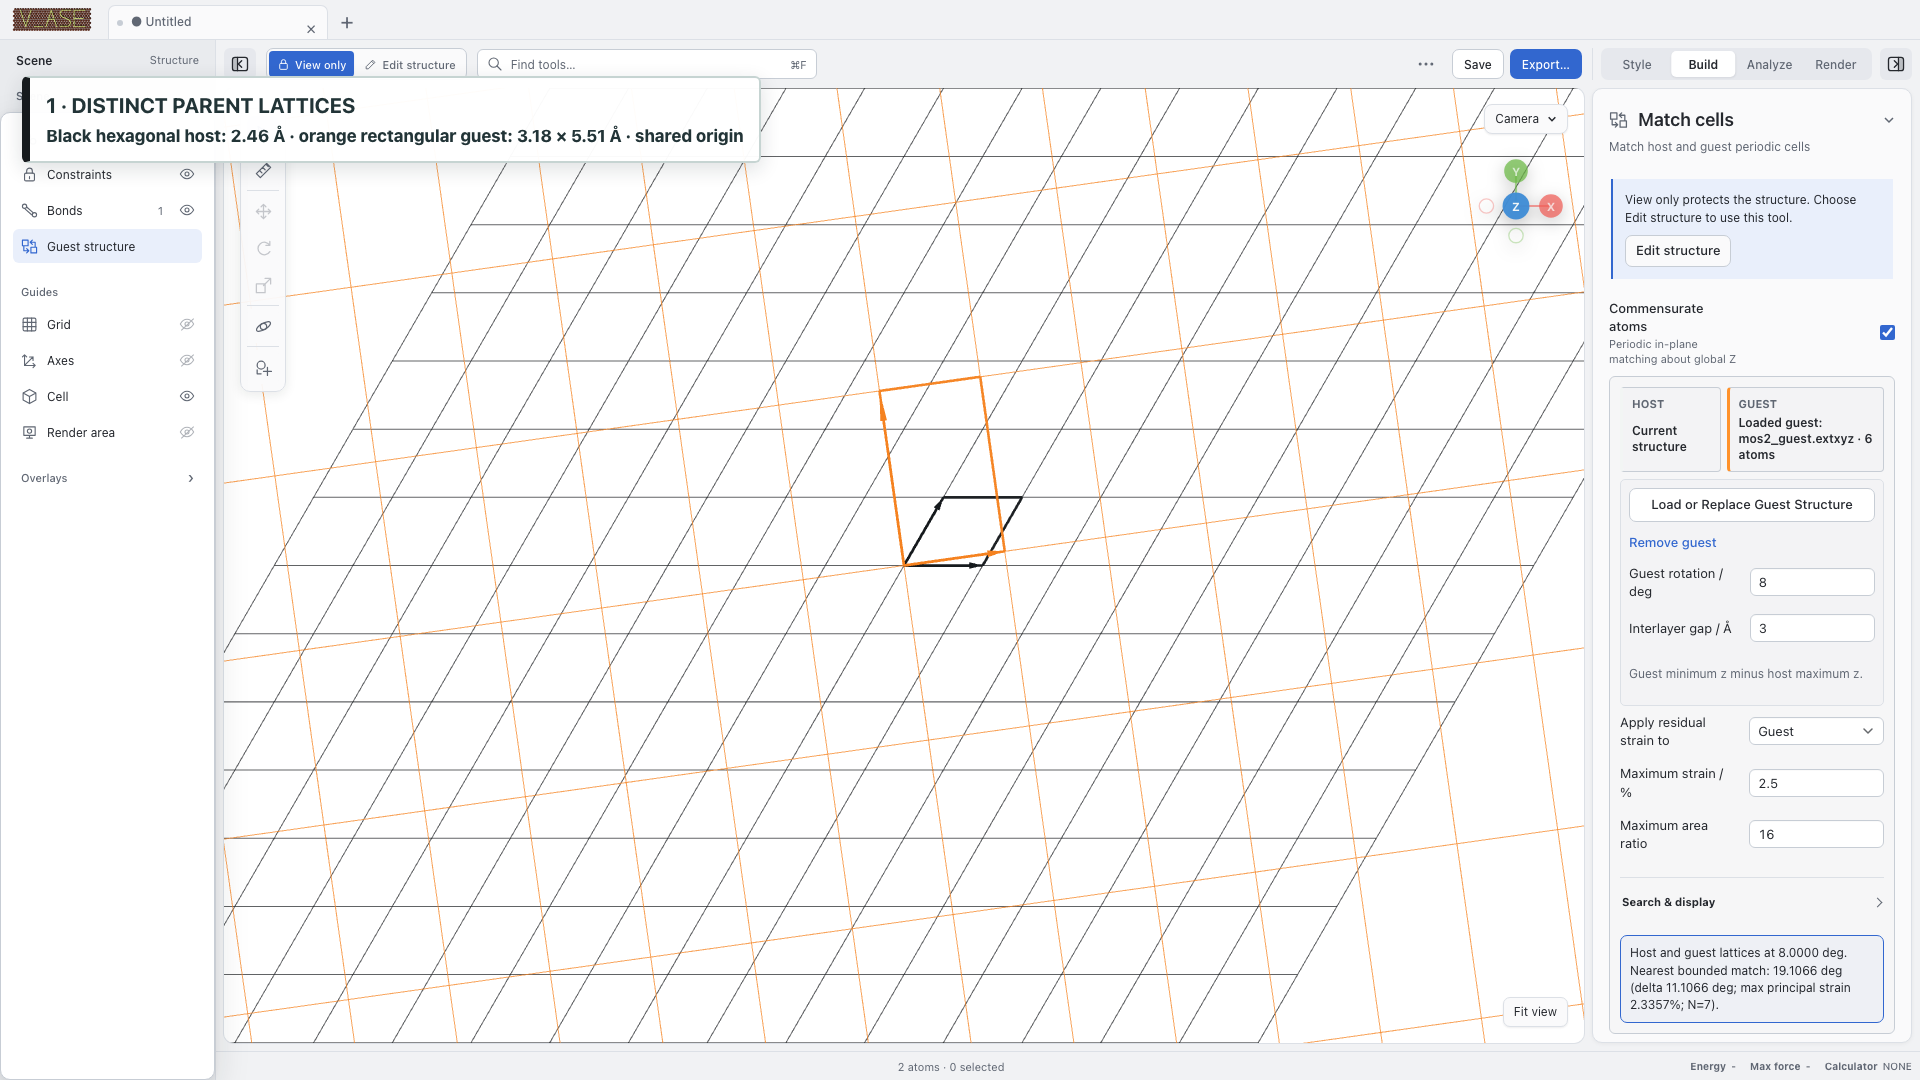 V_ASE
Untitled
Scene
Structure
View only
Edit structure
Find tools...
⌘F
Save
Export...
Style
Build
Analyze
Render
1 · DISTINCT PARENT LATTICES
Black hexagonal host: 2.46 Å · orange rectangular guest: 3.18 × 5.51 Å · shared origin
Constraints
Bonds
1
Guest structure
Guides
Grid
Axes
Cell
Render area
Overlays
Camera
Y
Z
X
Fit view
Match cells
Match host and guest periodic cells
View only protects the structure. Choose
Edit structure to use this tool.
Edit structure
Commensurate
atoms
Periodic in-plane
matching about global Z
HOST
Current
structure
GUEST
Loaded guest:
mos2_guest.extxyz · 6
atoms
Load or Replace Guest Structure
Remove guest
Guest rotation /
deg
8
Interlayer gap / Å
3
Guest minimum z minus host maximum z.
Apply residual
strain to
Guest
Maximum strain /
%
2.5
Maximum area
ratio
16
Search & display
Host and guest lattices at 8.0000 deg.
Nearest bounded match: 19.1066 deg
(delta 11.1066 deg; max principal strain
2.3357%; N=7).
2 atoms · 0 selected
Energy -
Max force -
Calculator NONE